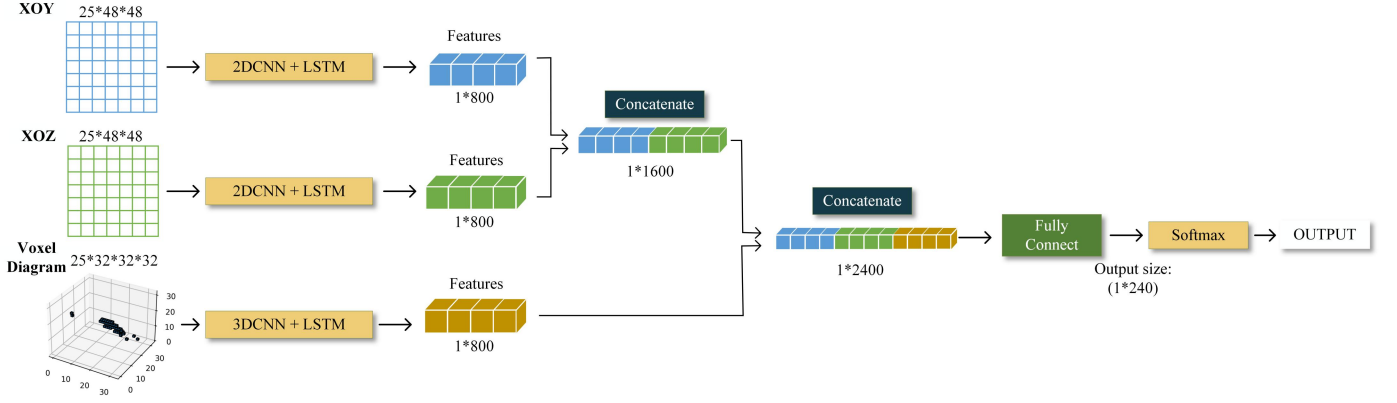 XOY
25*48*48
2DCNN + LSTM
Features
1*800
XOZ
25*48*48
2DCNN + LSTM
Features
1*800
Concatenate
1*1600
Voxel
Diagram
25*32*32*32
30
20
10
0
30
20
10
0
0
10
20
30
3DCNN + LSTM
Features
1*800
Concatenate
1*2400
Fully
Connect
Output size:
(1*240)
Softmax
OUTPUT